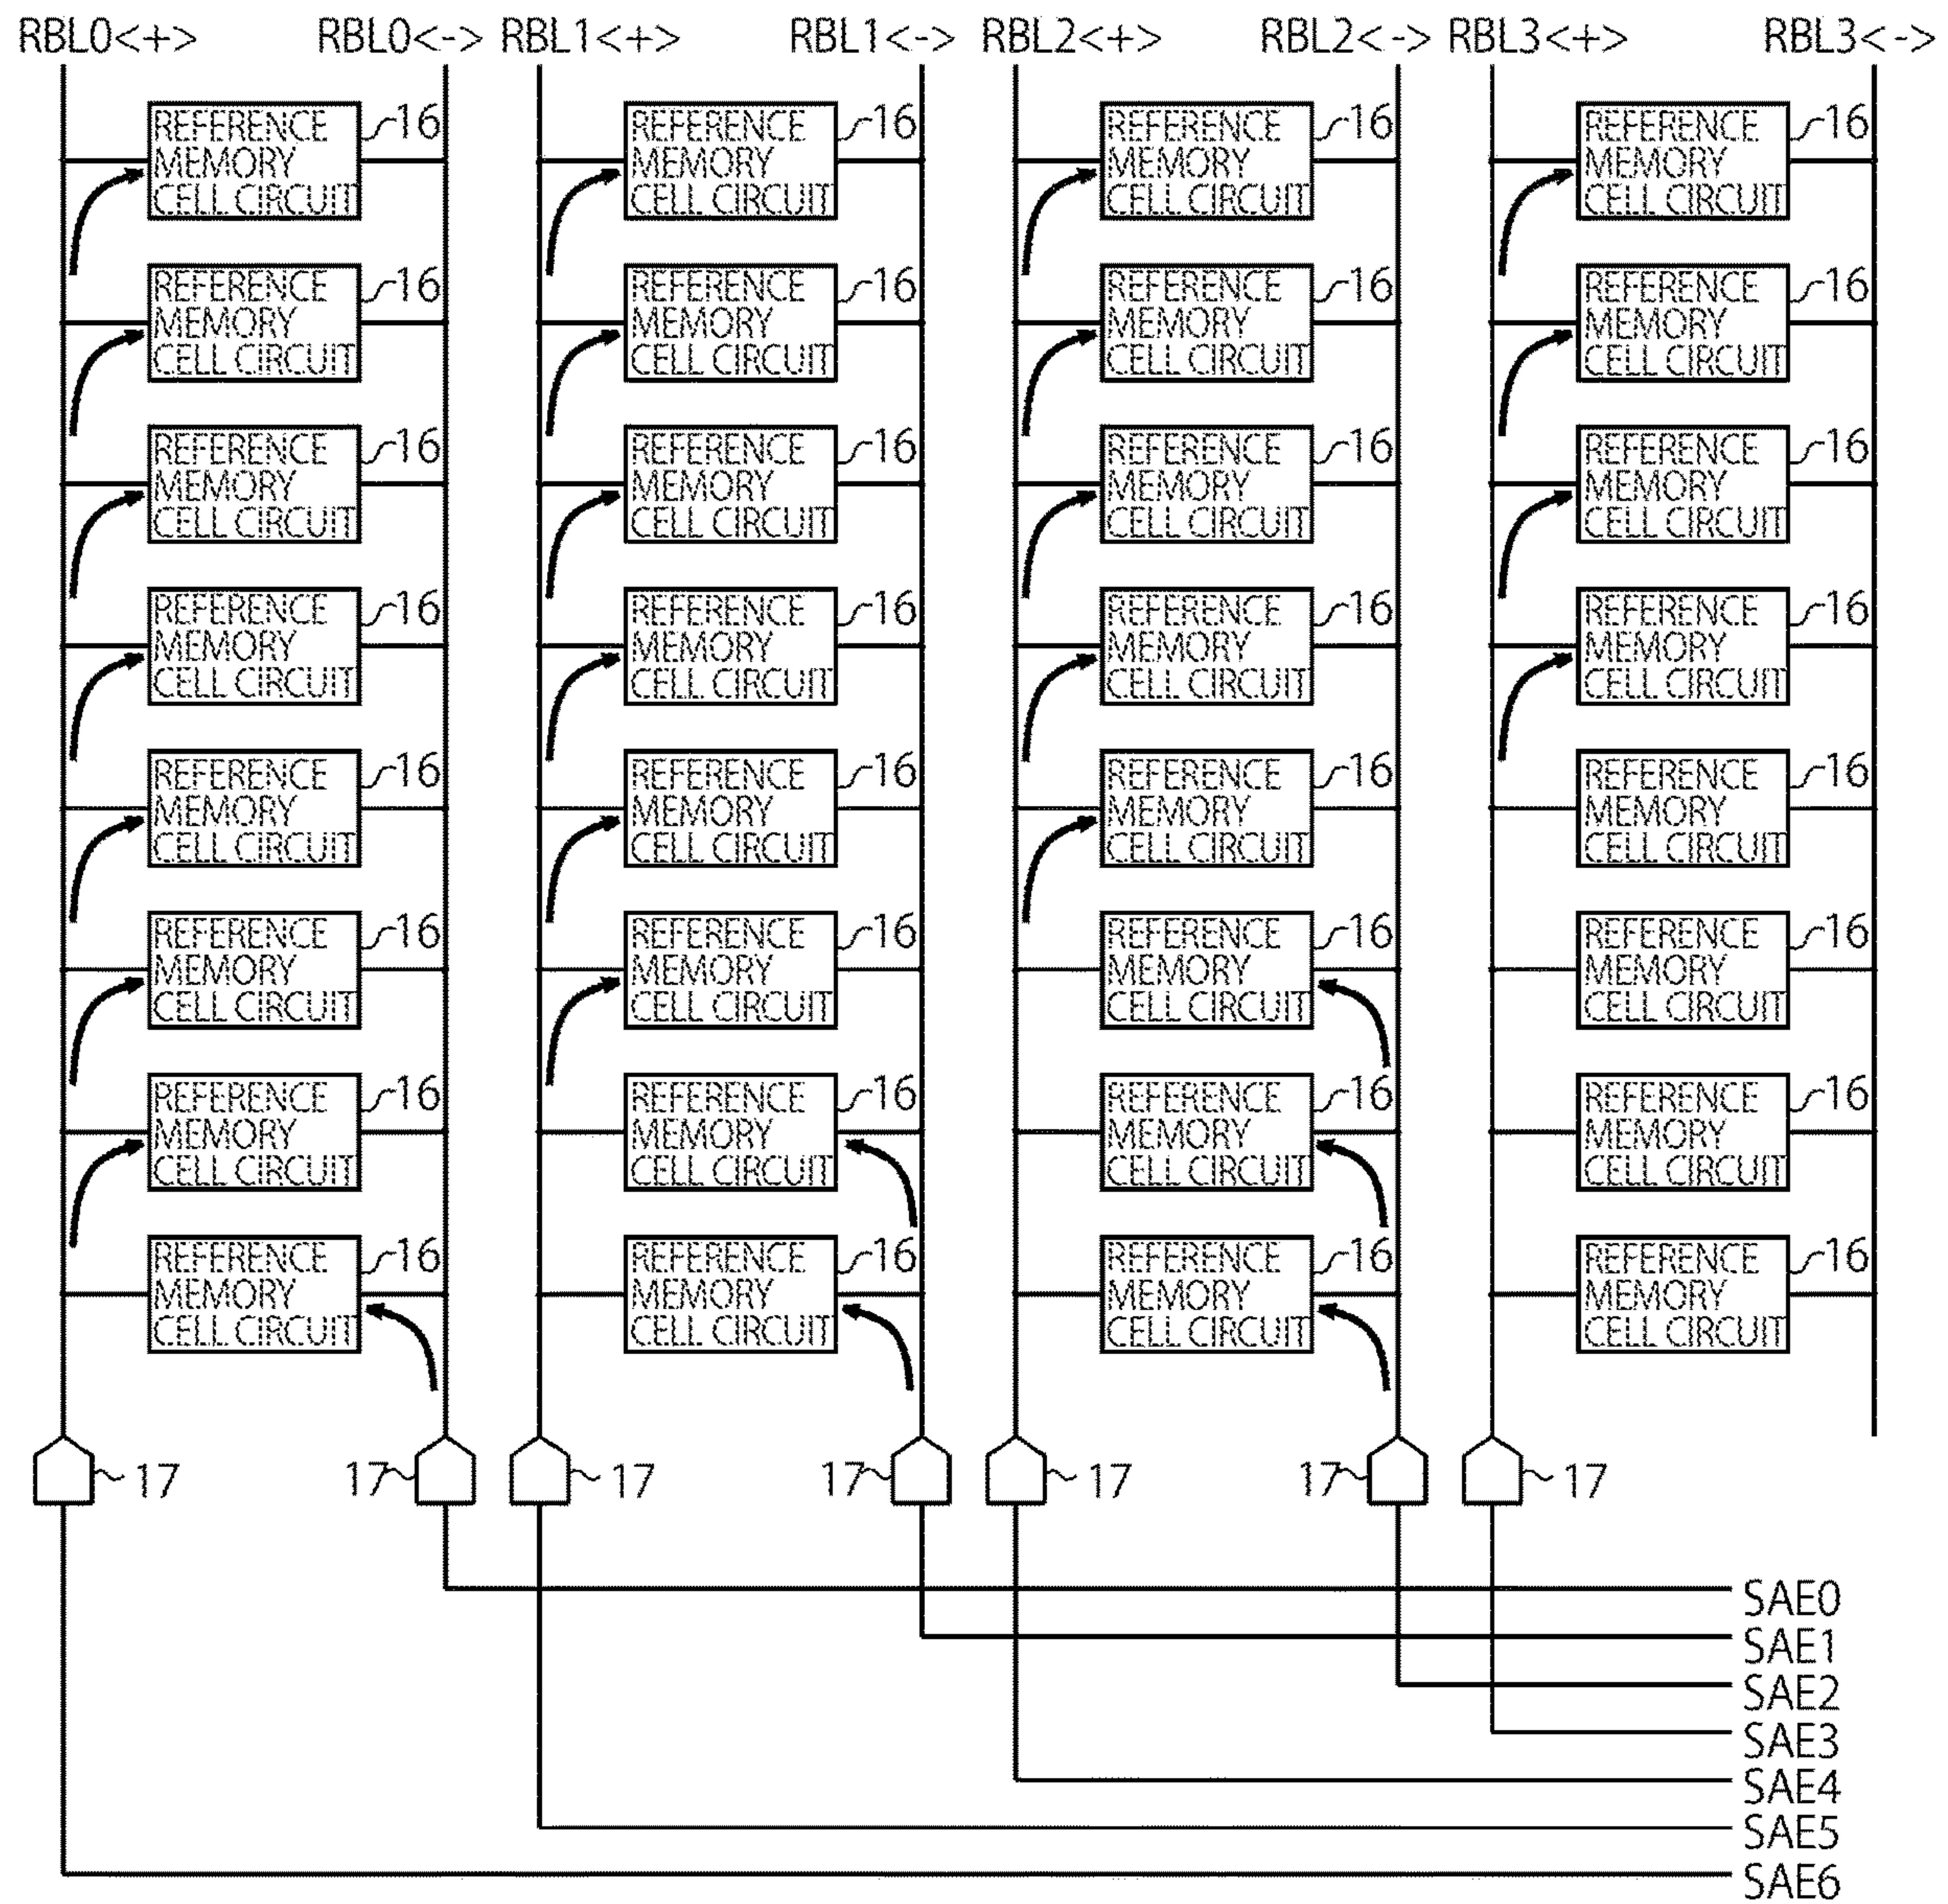 RBL0<+> RBL0<-> RBL1<+> RBL1<-> RBL2<+> RBL2<-> RBL3<+> RBL3<->
REFERENCE 16 REFERENCE 16 REFERENCE 16 REFERENCE 16
MEMORY MEMORY MEMORY MEMORY
CELL CIRCUIT CELL CIRCUIT CELL CIRCUIT CELL CIRCUIT
REFERENCE 16 REFERENCE 16 REFERENCE 16 REFERENCE 16
MEMORY MEMORY MEMORY MEMORY
CELL CIRCUIT CELL CIRCUIT CELL CIRCUIT CELL CIRCUIT
REFERENCE 16 REFERENCE 16 REFERENCE 16 REFERENCE 16
MEMORY MEMORY MEMORY MEMORY
CELL CIRCUIT CELL CIRCUIT CELL CIRCUIT CELL CIRCUIT
REFERENCE 16 REFERENCE 16 REFERENCE 16 REFERENCE 16
MEMORY MEMORY MEMORY MEMORY
CELL CIRCUIT CELL CIRCUIT CELL CIRCUIT CELL CIRCUIT
REFERENCE 16 REFERENCE 16 REFERENCE 16 REFERENCE 16
MEMORY MEMORY MEMORY MEMORY
CELL CIRCUIT CELL CIRCUIT CELL CIRCUIT CELL CIRCUIT
REFERENCE 16 REFERENCE 16 REFERENCE 16 REFERENCE 16
MEMORY MEMORY MEMORY MEMORY
CELL CIRCUIT CELL CIRCUIT CELL CIRCUIT CELL CIRCUIT
REFERENCE 16 REFERENCE 16 REFERENCE 16 REFERENCE 16
MEMORY MEMORY MEMORY MEMORY
CELL CIRCUIT CELL CIRCUIT CELL CIRCUIT CELL CIRCUIT
REFERENCE 16 REFERENCE 16 REFERENCE 16 REFERENCE 16
MEMORY MEMORY MEMORY MEMORY
CELL CIRCUIT CELL CIRCUIT CELL CIRCUIT CELL CIRCUIT
17 17 17 17 17 17 17
SAE0
SAE1
SAE2
SAE3
SAE4
SAE5
SAE6